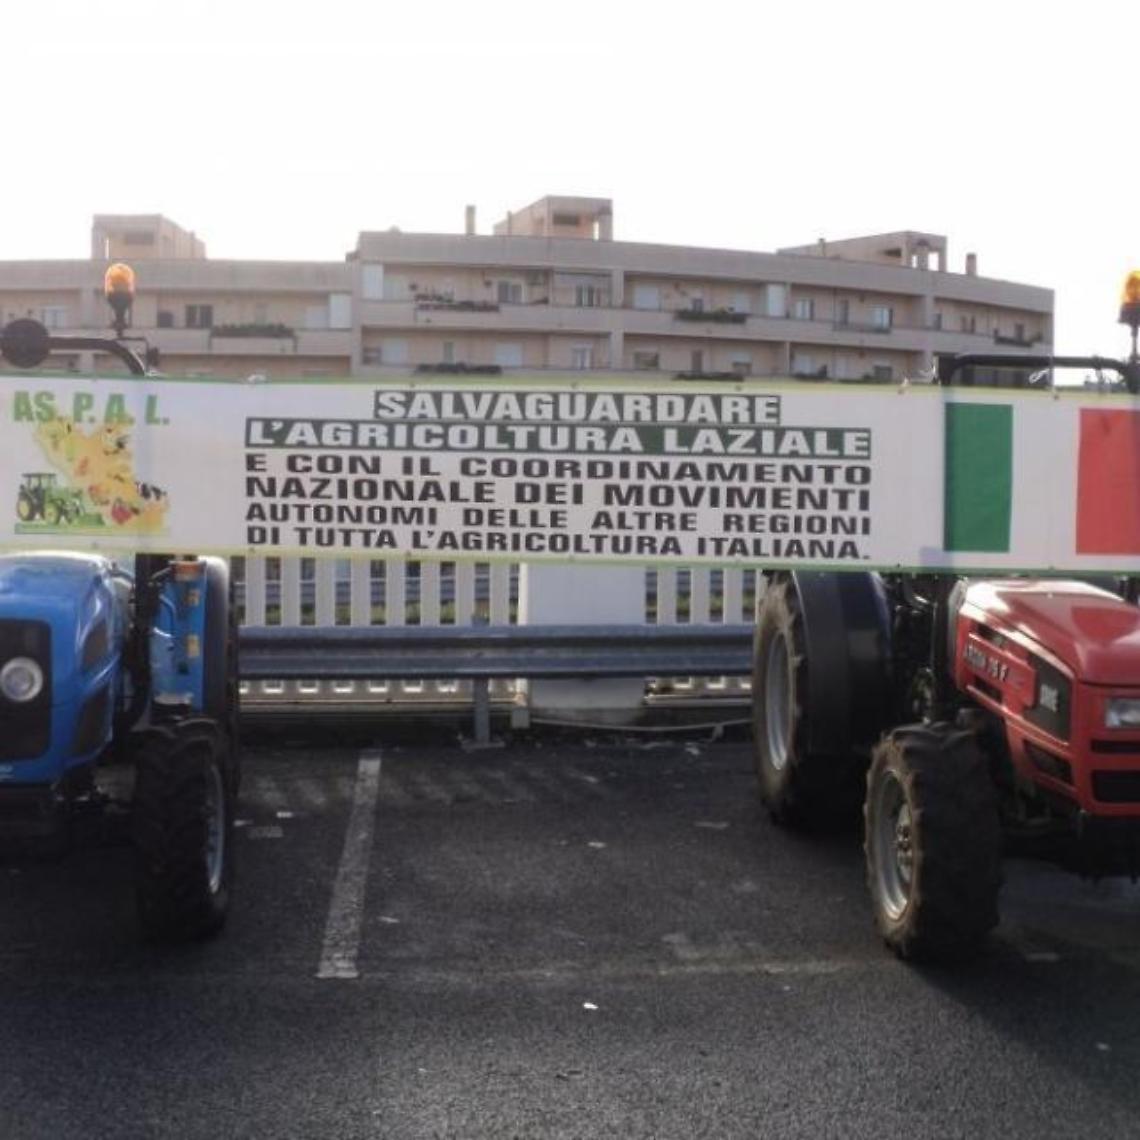 AS. P. A. L.
SALVAGUARDARE
L'AGRICOLTURA LAZIALE
E CON IL COORDINAMENTO
NAZIONALE DEI MOVIMENTI
AUTONOMI DELLE ALTRE REGIONI
DI TUTTA L'AGRICOLTURA ITALIANA.